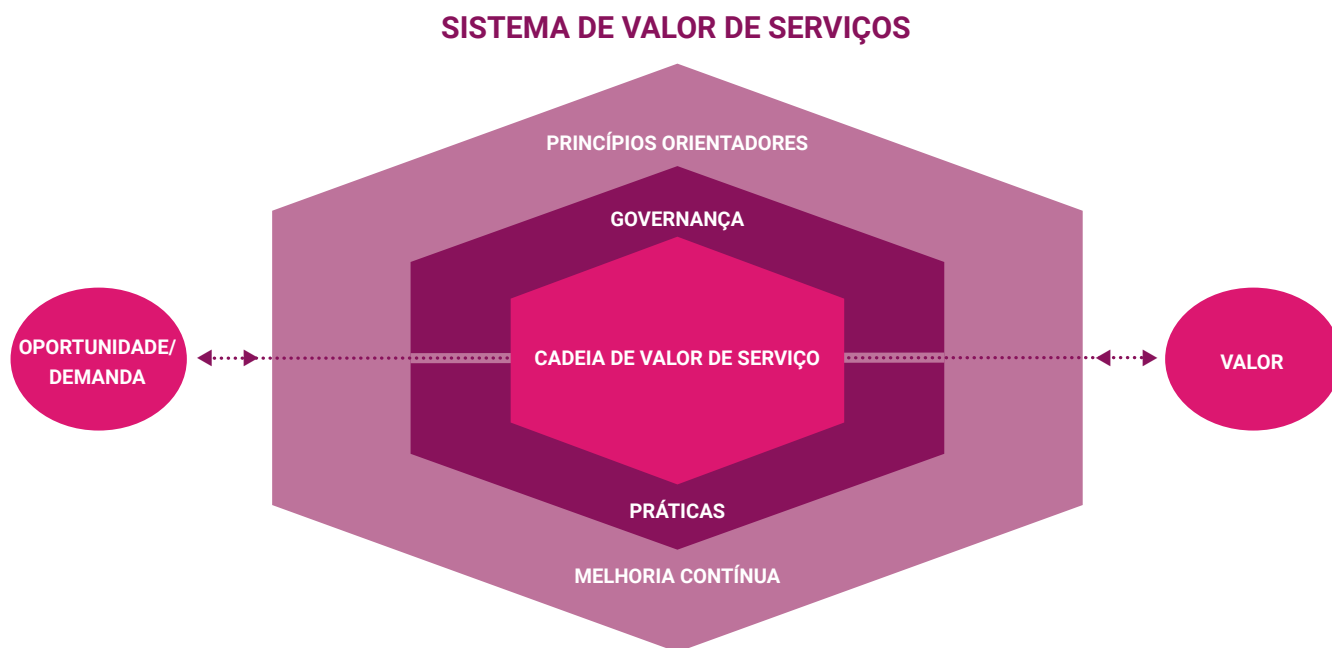 SISTEMA DE VALOR DE SERVIÇOS
PRINCÍPIOS ORIENTADORES
GOVERNANÇA
OPORTUNIDADE/
DEMANDA
CADEIA DE VALOR DE SERVIÇO
VALOR
PRÁTICAS
MELHORIA CONTÍNUA